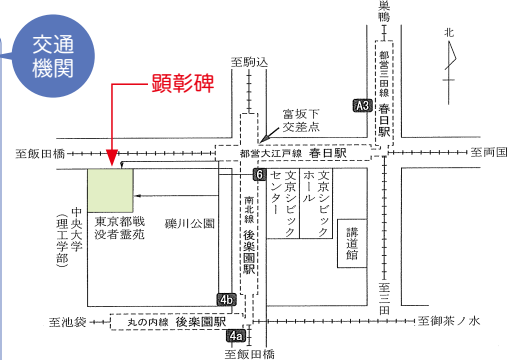 交通
機関
至巣鴨
北
至駒込
顕彰碑
都営三田線 春日駅
A3
富坂下
交差点
至飯田橋
都営大江戸線 春日駅
至両国
6
文京シビック
センター
文京シビック
ホール
南北線 後楽園駅
東京都戦
没者霊苑
礫川公園
中央大学
(理工学部)
講道館
至三田
4b
至池袋
丸の内線 後楽園駅
至御茶ノ水
4a
至飯田橋